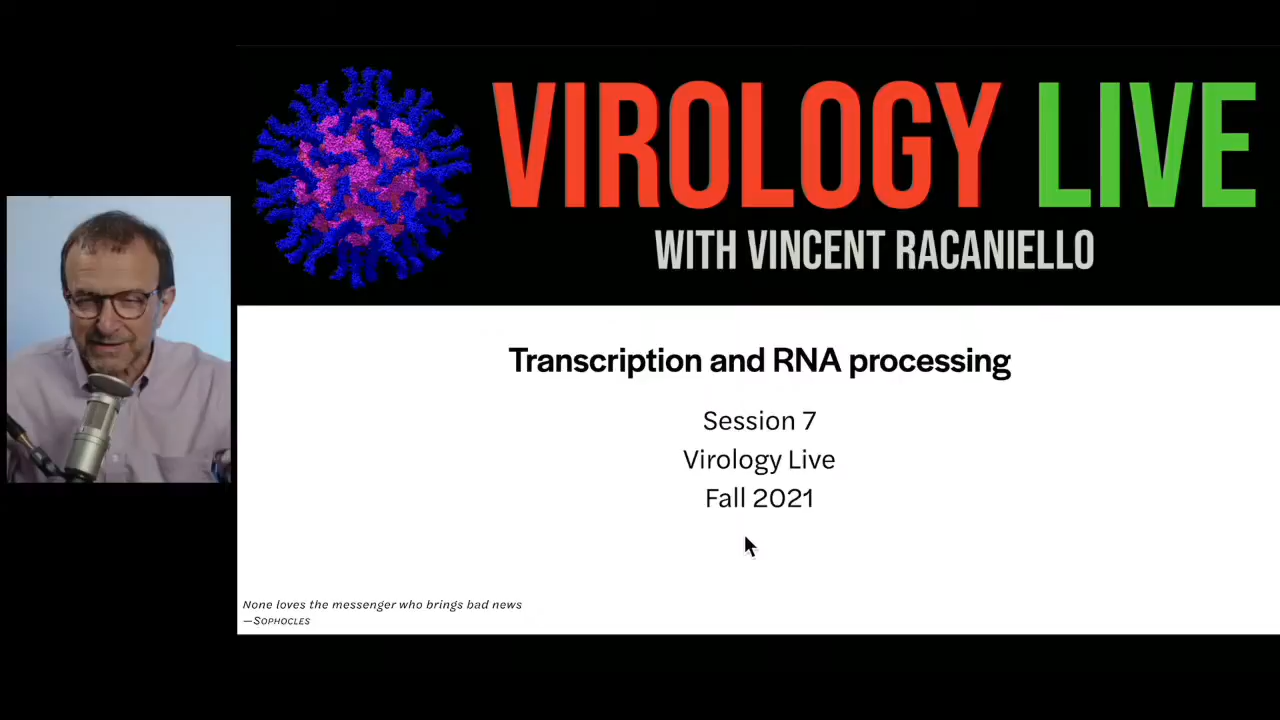 VIROLOGY LIVE
WITH VINCENT RACANIELLO
Transcription and RNA processing
Session 7
Virology Live
Fall 2021
None loves the messenger who brings bad news
—SOPHOCLES